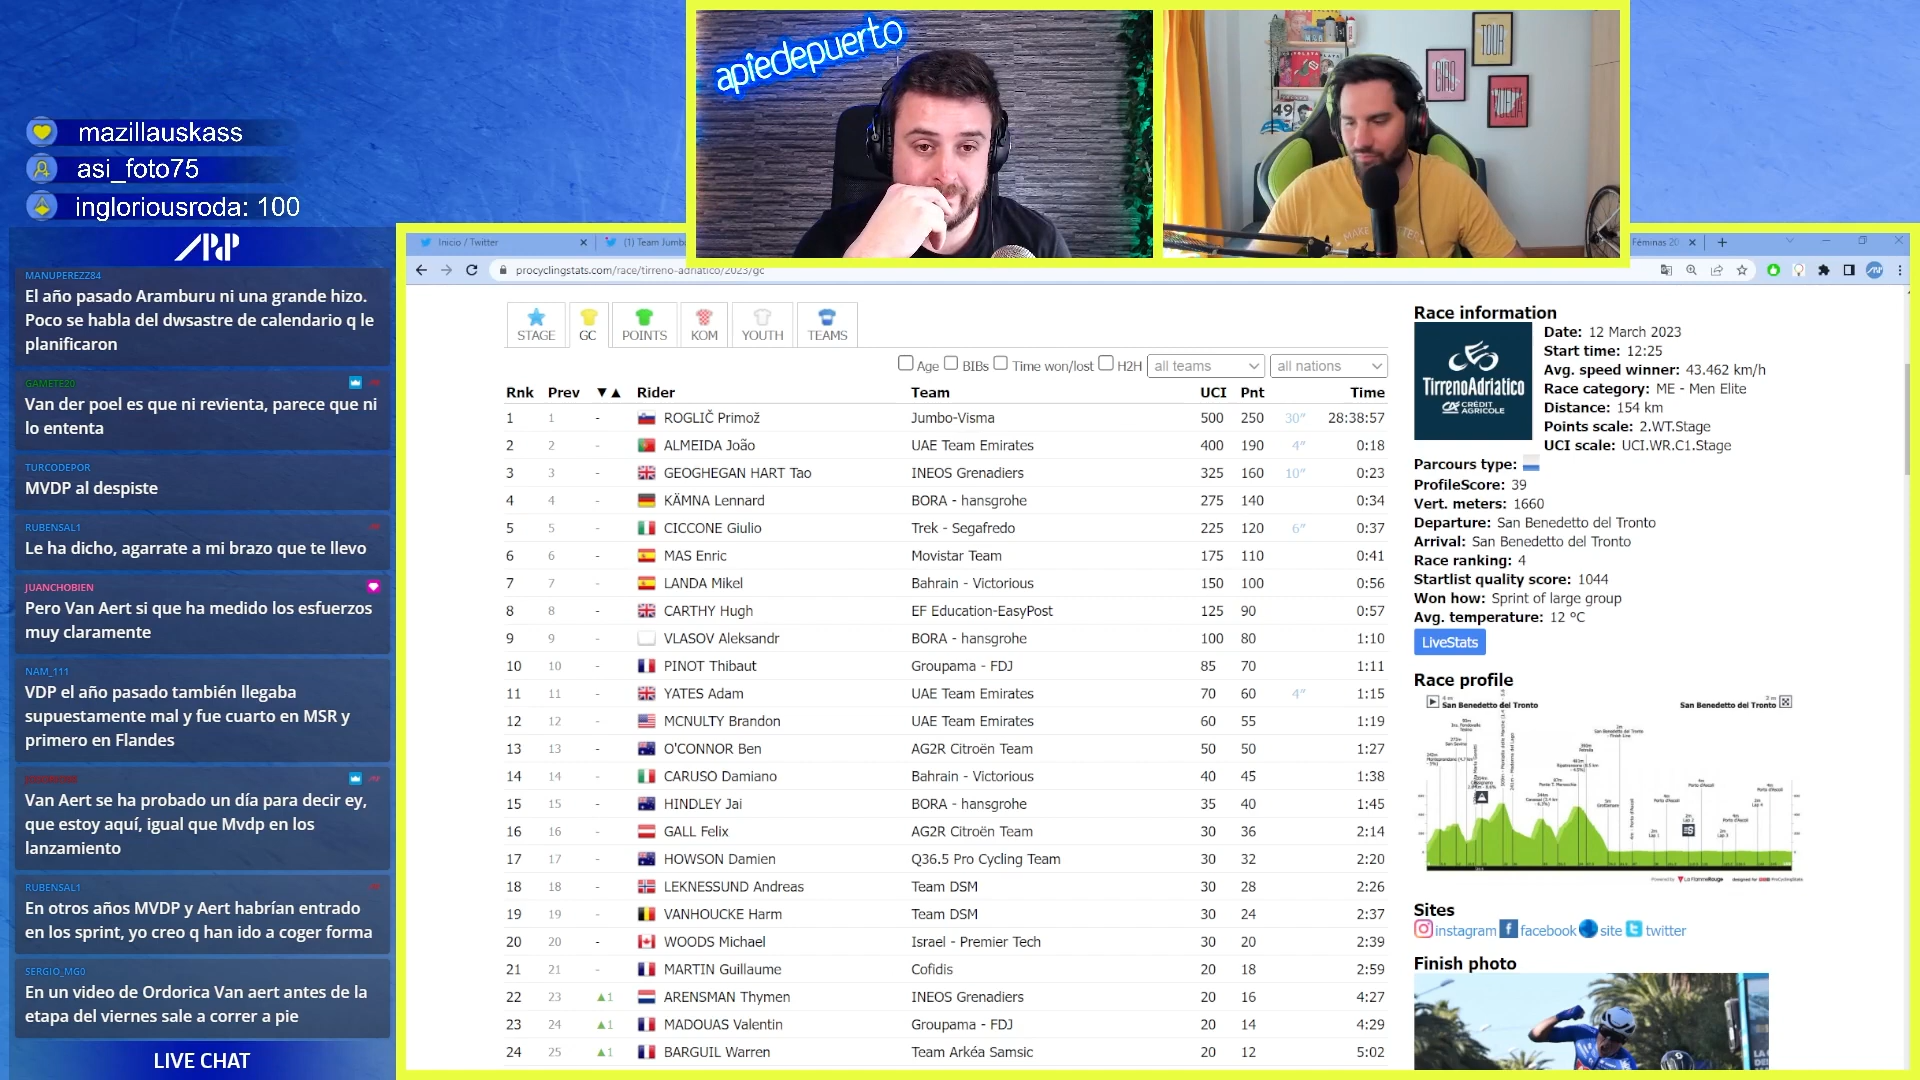 apiedepuerto
TOUR
GIRO
VUELTA
49
mazillauskass
asi_foto75
ingloriousroda: 100
MANUPEREZZ84
El año pasado Aramburu ni una grande hizo.
Poco se habla del dwsastre de calendario q le
planificaron
GAMETE20
Van der poel es que ni revienta, parece que ni
lo ententa
TURCODEPOR
MVDP al despiste
RUBENSAL1
Le ha dicho, agarrate a mi brazo que te llevo
JUANCHOBIEN
Pero Van Aert si que ha medido los esfuerzos
muy claramente
NAM_111
VDP el año pasado también llegaba
supuestamente mal y fue cuarto en MSR y
primero en Flandes
Van Aert se ha probado un día para decir ey,
que estoy aquí, igual que Mvdp en los
lanzamiento
RUBENSAL1
En otros años MVDP y Aert habrían entrado
en los sprint, yo creo q han ido a coger forma
SERGIO_MG0
En un video de Ordorica Van aert antes de la
etapa del viernes sale a correr a pie
LIVE CHAT
Inicio / Twitter
(1) Team Jumb
Féminas 20
procyclingstats.com/race/tirreno-adriatico/2023/gc
STAGE GC POINTS KOM YOUTH TEAMS
Age BIBs Time won/lost H2H all teams all nations
Rnk Prev ▼▲ Rider Team UCI Pnt Time
1 1 - ROGLIČ Primož Jumbo-Visma 500 250 30″ 28:38:57
2 2 - ALMEIDA João UAE Team Emirates 400 190 4″ 0:18
3 3 - GEOGHEGAN HART Tao INEOS Grenadiers 325 160 10″ 0:23
4 4 - KÄMNA Lennard BORA - hansgrohe 275 140 0:34
5 5 - CICCONE Giulio Trek - Segafredo 225 120 6″ 0:37
6 6 - MAS Enric Movistar Team 175 110 0:41
7 7 - LANDA Mikel Bahrain - Victorious 150 100 0:56
8 8 - CARTHY Hugh EF Education-EasyPost 125 90 0:57
9 9 - VLASOV Aleksandr BORA - hansgrohe 100 80 1:10
10 10 - PINOT Thibaut Groupama - FDJ 85 70 1:11
11 11 - YATES Adam UAE Team Emirates 70 60 4″ 1:15
12 12 - MCNULTY Brandon UAE Team Emirates 60 55 1:19
13 13 - O'CONNOR Ben AG2R Citroën Team 50 50 1:27
14 14 - CARUSO Damiano Bahrain - Victorious 40 45 1:38
15 15 - HINDLEY Jai BORA - hansgrohe 35 40 1:45
16 16 - GALL Felix AG2R Citroën Team 30 36 2:14
17 17 - HOWSON Damien Q36.5 Pro Cycling Team 30 32 2:20
18 18 - LEKNESSUND Andreas Team DSM 30 28 2:26
19 19 - VANHOUCKE Harm Team DSM 30 24 2:37
20 20 - WOODS Michael Israel - Premier Tech 30 20 2:39
21 21 - MARTIN Guillaume Cofidis 20 18 2:59
22 23 ▲1 ARENSMAN Thymen INEOS Grenadiers 20 16 4:27
23 24 ▲1 MADOUAS Valentin Groupama - FDJ 20 14 4:29
24 25 ▲1 BARGUIL Warren Team Arkéa Samsic 20 12 5:02
Race information
TirrenoAdriatico
CRÉDIT
AGRICOLE
Date: 12 March 2023
Start time: 12:25
Avg. speed winner: 43.462 km/h
Race category: ME - Men Elite
Distance: 154 km
Points scale: 2.WT.Stage
UCI scale: UCI.WR.C1.Stage
Parcours type:
ProfileScore: 39
Vert. meters: 1660
Departure: San Benedetto del Tronto
Arrival: San Benedetto del Tronto
Race ranking: 4
Startlist quality score: 1044
Won how: Sprint of large group
Avg. temperature: 12 °C
LiveStats
Race profile
San Benedetto del Tronto
San Benedetto del Tronto
Sites
instagram facebook site twitter
Finish photo